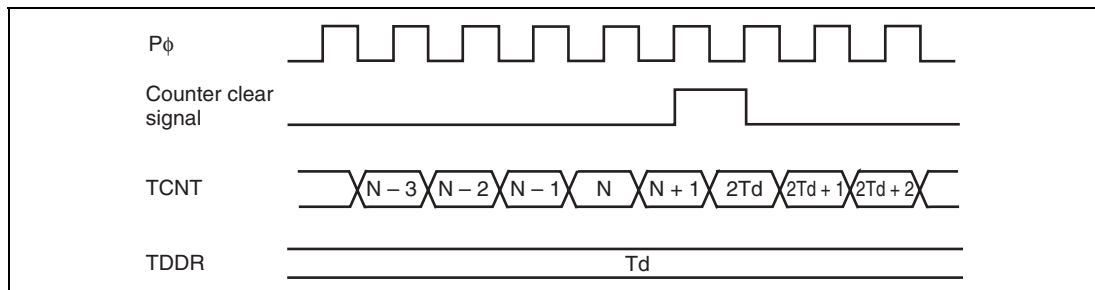 Pϕ
Counter clear
signal
TCNT
N – 3 N – 2 N – 1 N N + 1 2Td 2Td + 1 2Td + 2
TDDR
Td